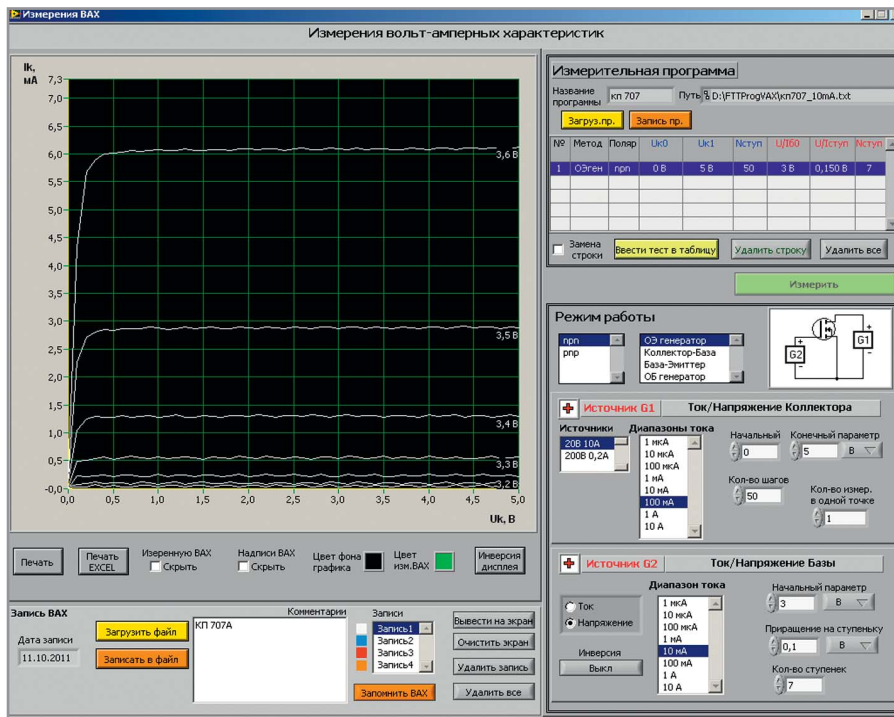 Измерения ВАХ
Измерения вольт-амперных характеристик
Ik,
мА
7,3
7,0
6,5
6,0
5,5
5,0
4,5
4,0
3,5
3,0
2,5
2,0
1,5
1,0
0,5
-0,0
3,6 В
3,5 В
3,4 В
3,3 В
3,2 В
0,0 0,5 1,0 1,5 2,0 2,5 3,0 3,5 4,0 4,5 5,0
Uk, В
Печать
Печать EXCEL
Изеренную ВАХ
Скрыть
Надписи ВАХ
Скрыть
Цвет фона
графика
Цвет
изм.ВАХ
Инверсия
дисплея
Запись ВАХ
Дата записи
11.10.2011
Загрузить файл
Записать в файл
Комментарии
КП 707А
Записи
Запись1
Запись2
Запись3
Запись4
Запомнить ВАХ
Вывести на экран
Очистить экран
Удалить запись
Удалить все
Измерительная программа
Название
программы
кп 707
Путь
D:\FTTProgVAX\кп707_10mA.txt
Загруз.пр.
Запись пр.
№ Метод Поляр Uк0 Uк1 Nступ U/Iб0 U/Iступ Nступ
1 ОЭген npn 0 В 5 В 50 3 В 0,150 В 7
Замена
строки
Ввести тест в таблицу
Удалить строку
Удалить все
Измерить
Режим работы
npn
pnp
ОЭ генератор
Коллектор-База
База-Эмиттер
ОБ генератор
G2
G1
Источник G1 Ток/Напряжение Коллектора
Источники
20В 10А
200В 0,2А
Диапазоны тока
1 мкА
10 мкА
100 мкА
1 мА
10 мА
100 мА
1 А
10 А
Начальный
0
Конечный параметр
5 В
Кол-во шагов
50
Кол-во измер.
в одной точке
1
Источник G2 Ток/Напряжение Базы
Ток
Напряжение
Инверсия
Выкл
Диапазон тока
1 мкА
10 мкА
100 мкА
1 мА
10 мА
100 мА
1 А
10 А
Начальный параметр
3 В
Приращение на ступеньку
0,1 В
Кол-во ступенек
7